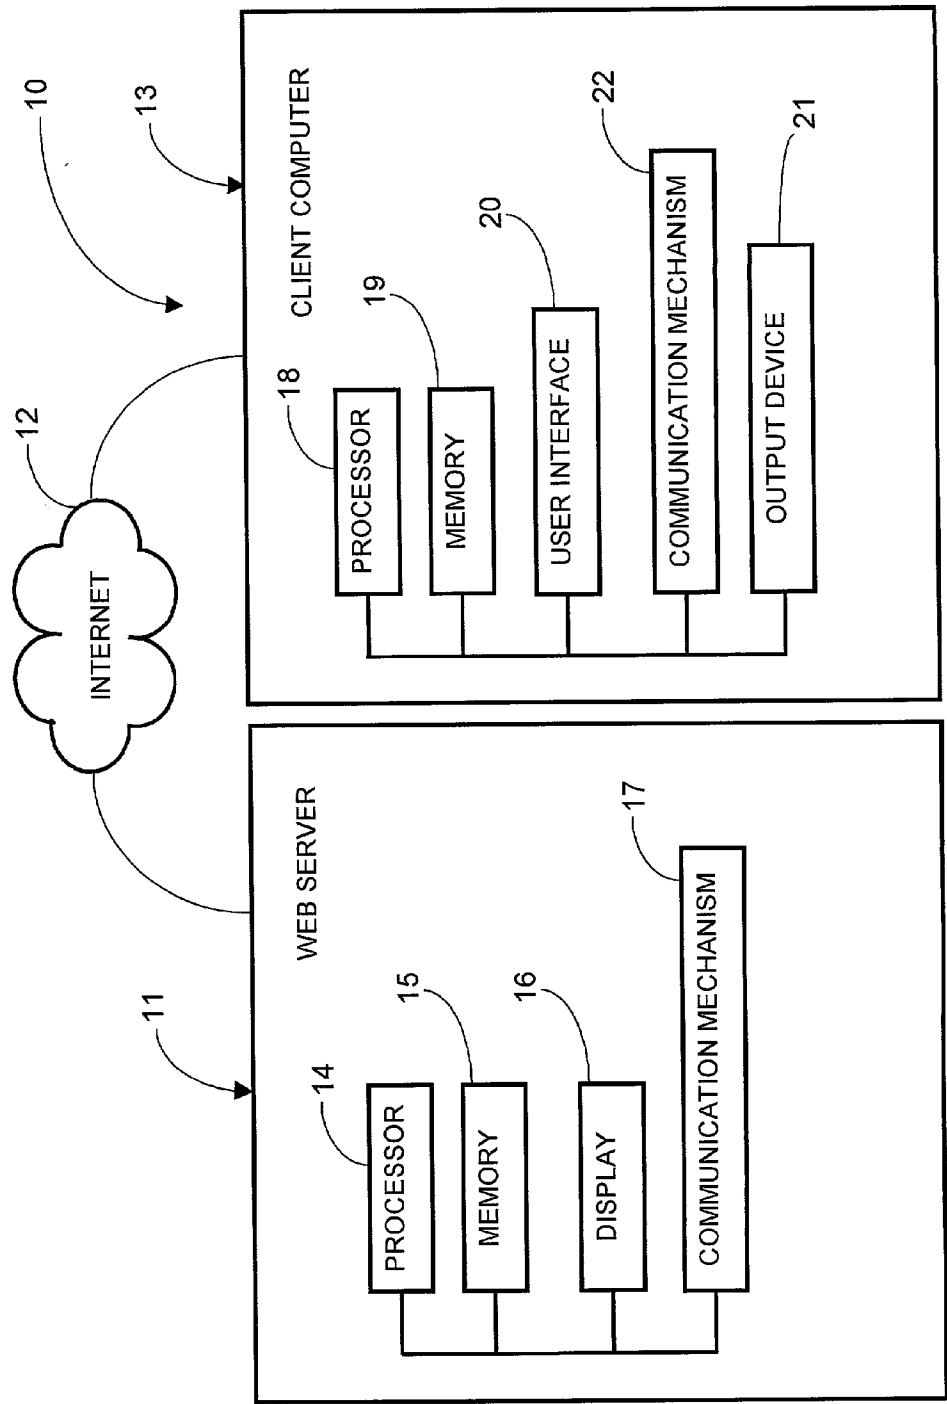 10
12
INTERNET
11
13
WEB SERVER
14
PROCESSOR
15
MEMORY
16
DISPLAY
17
COMMUNICATION MECHANISM
CLIENT COMPUTER
18
PROCESSOR
19
MEMORY
20
USER INTERFACE
22
COMMUNICATION MECHANISM
21
OUTPUT DEVICE